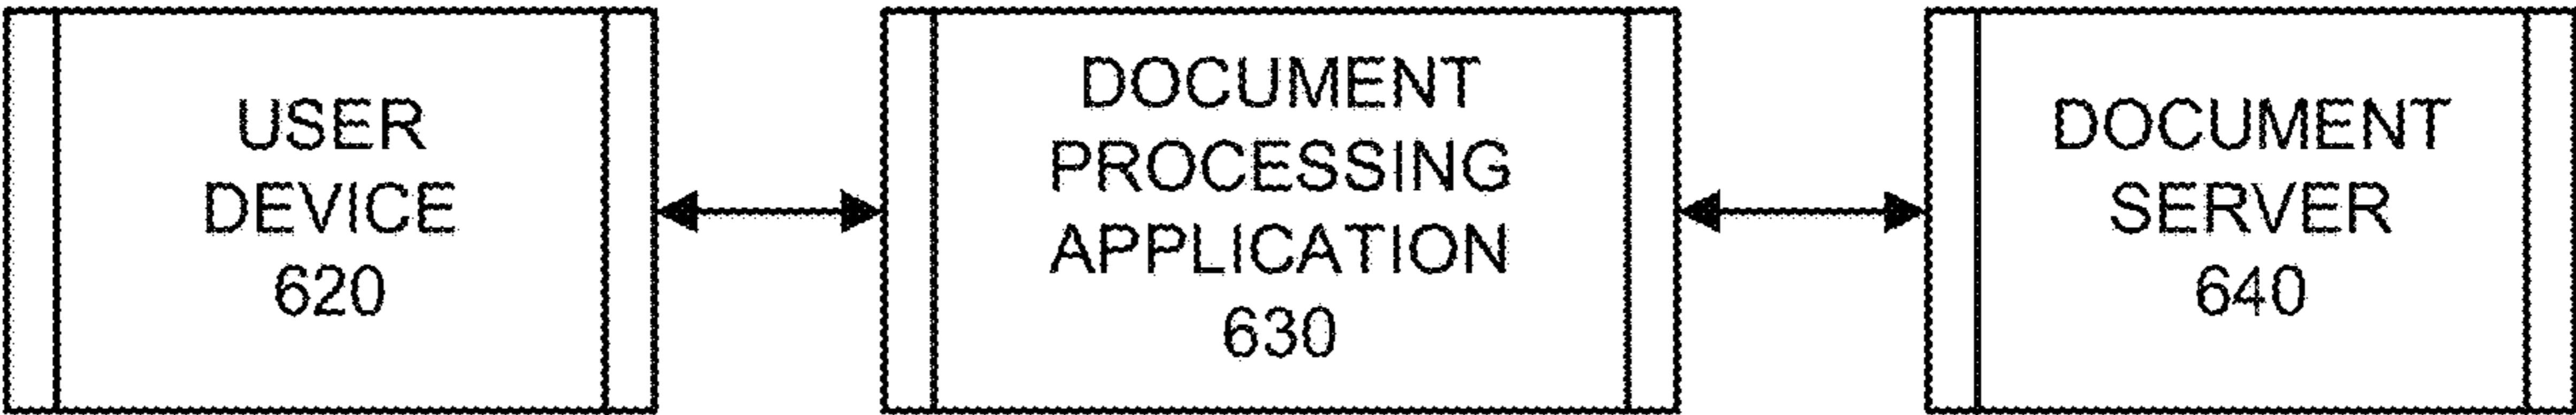 USER
DEVICE
620
DOCUMENT
PROCESSING
APPLICATION
630
DOCUMENT
SERVER
640